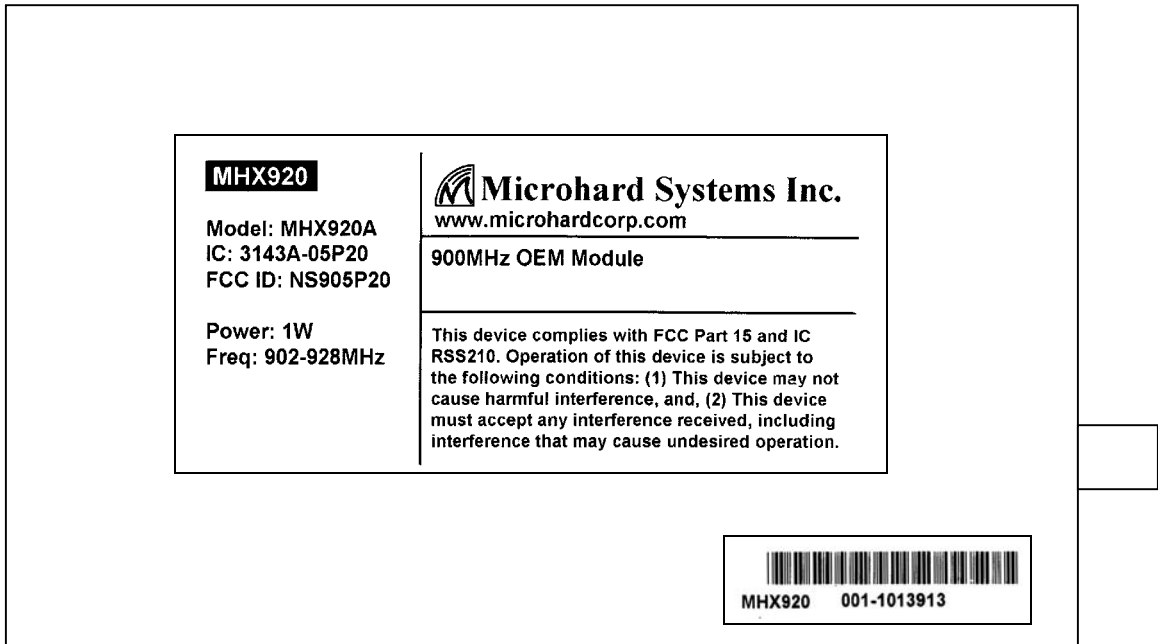 MHX920
Model: MHX920A
IC: 3143A-05P20
FCC ID: NS905P20
Power: 1W
Freq: 902-928MHz
Microhard Systems Inc.
www.microhardcorp.com
900MHz OEM Module
This device complies with FCC Part 15 and IC
RSS210. Operation of this device is subject to
the following conditions: (1) This device may not
cause harmful interference, and, (2) This device
must accept any interference received, including
interference that may cause undesired operation.
MHX920 001-1013913